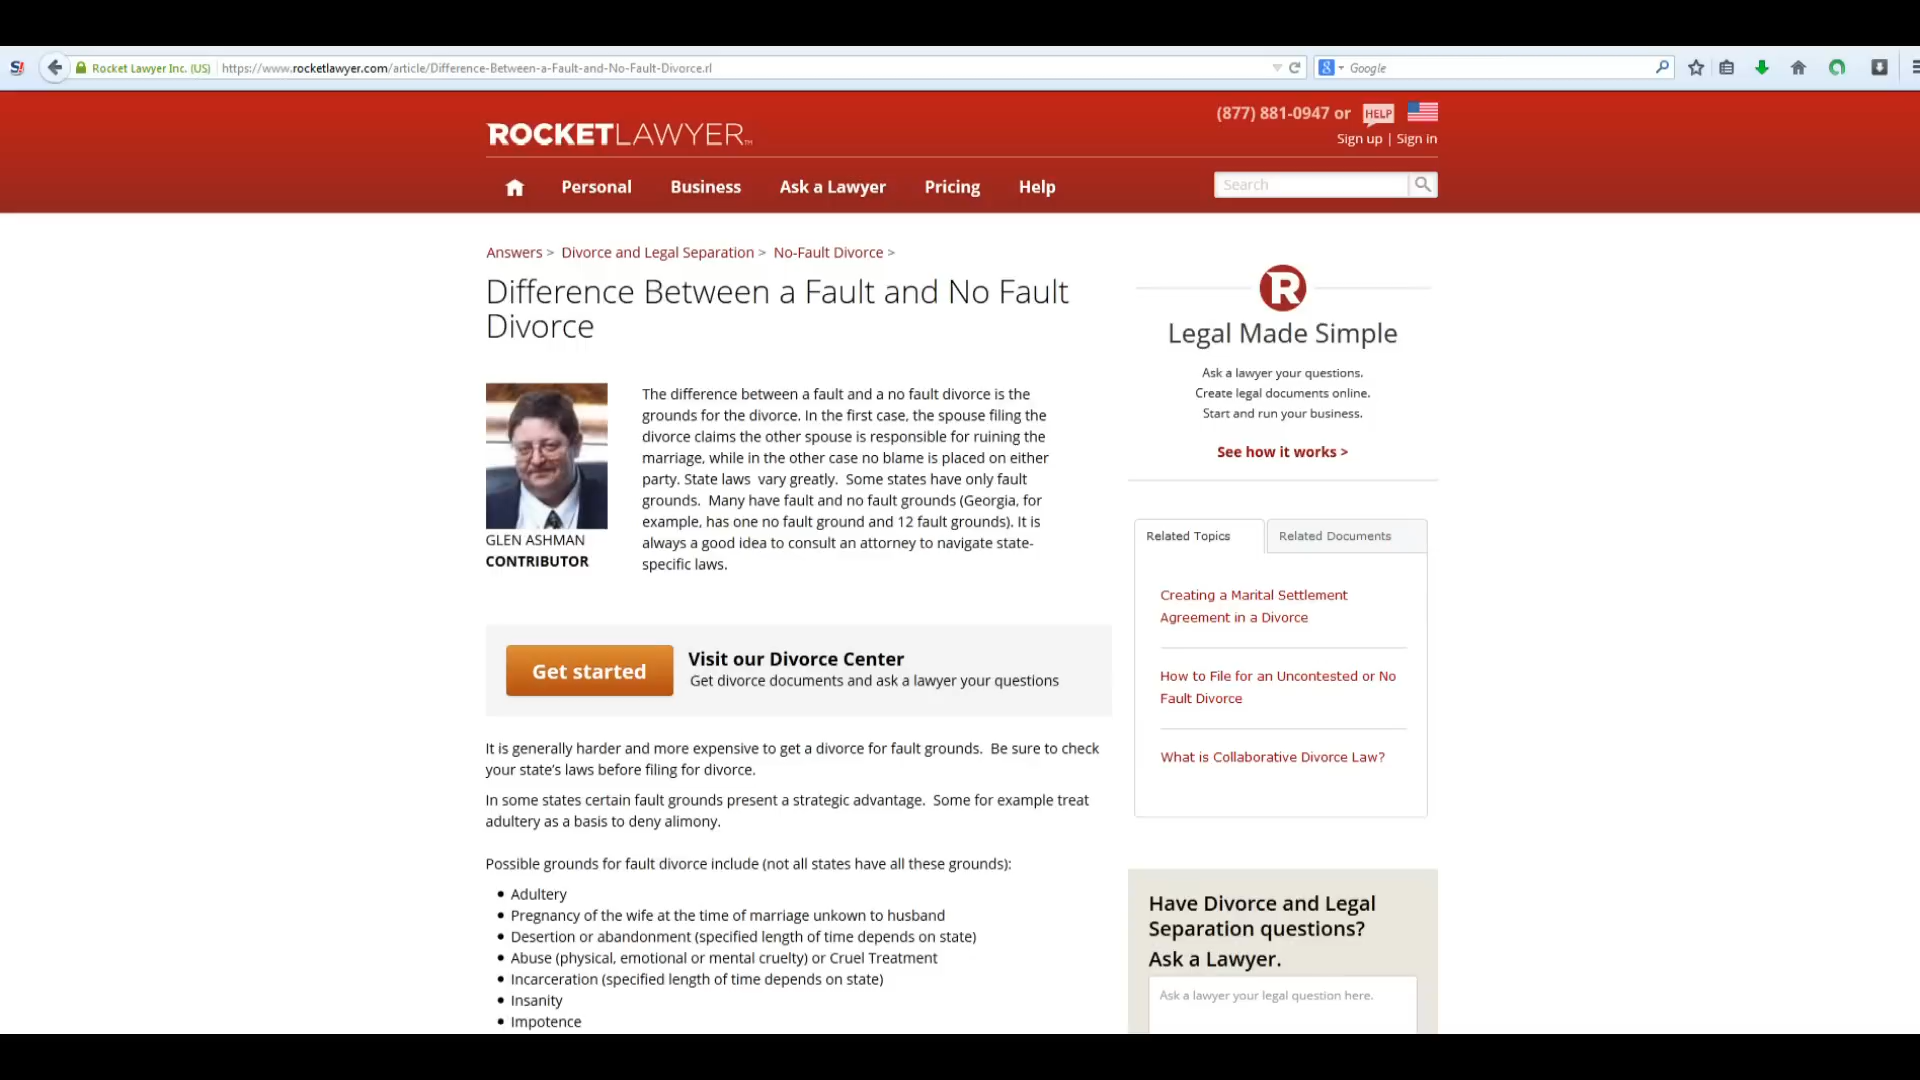 Rocket Lawyer Inc. (US) https://www.rocketlawyer.com/article/Difference-Between-a-Fault-and-No-Fault-Divorce.rl Google
(877) 881-0947 or HELP
ROCKETLAWYER™
Sign up | Sign in
Personal Business Ask a Lawyer Pricing Help Search
Answers > Divorce and Legal Separation > No-Fault Divorce >
Difference Between a Fault and No Fault
Divorce
The difference between a fault and a no fault divorce is the
grounds for the divorce. In the first case, the spouse filing the
divorce claims the other spouse is responsible for ruining the
marriage, while in the other case no blame is placed on either
party. State laws vary greatly. Some states have only fault
grounds. Many have fault and no fault grounds (Georgia, for
example, has one no fault ground and 12 fault grounds). It is
always a good idea to consult an attorney to navigate state-
specific laws.
GLEN ASHMAN
CONTRIBUTOR
Get started
Visit our Divorce Center
Get divorce documents and ask a lawyer your questions
It is generally harder and more expensive to get a divorce for fault grounds. Be sure to check
your state's laws before filing for divorce.
In some states certain fault grounds present a strategic advantage. Some for example treat
adultery as a basis to deny alimony.
Possible grounds for fault divorce include (not all states have all these grounds):
• Adultery
• Pregnancy of the wife at the time of marriage unkown to husband
• Desertion or abandonment (specified length of time depends on state)
• Abuse (physical, emotional or mental cruelty) or Cruel Treatment
• Incarceration (specified length of time depends on state)
• Insanity
• Impotence
R
Legal Made Simple
Ask a lawyer your questions.
Create legal documents online.
Start and run your business.
See how it works >
Related Topics Related Documents
Creating a Marital Settlement
Agreement in a Divorce
How to File for an Uncontested or No
Fault Divorce
What is Collaborative Divorce Law?
Have Divorce and Legal
Separation questions?
Ask a Lawyer.
Ask a lawyer your legal question here.